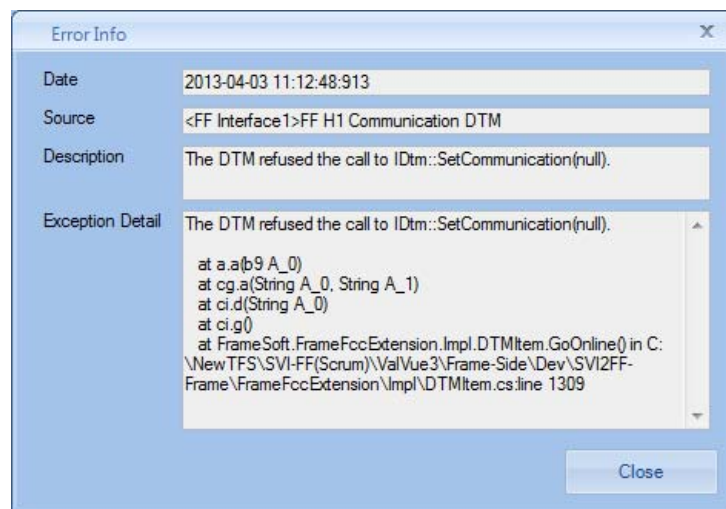 Error Info
Date
2013-04-03 11:12:48:913
Source
<FF Interface1>FF H1 Communication DTM
Description
The DTM refused the call to IDtm::SetCommunication(null).
Exception Detail
The DTM refused the call to IDtm::SetCommunication(null).
at a.a(b9 A_0)
at cg.a(String A_0, String A_1)
at ci.d(String A_0)
at ci.g()
at FrameSoft.FrameFccExtension.Impl.DTMItem.GoOnline() in C:
\NewTFS\SVI-FF(Scrum)\ValVue3\Frame-Side\Dev\SVI2FF-
Frame\FrameFccExtension\Impl\DTMItem.cs:line 1309
Close